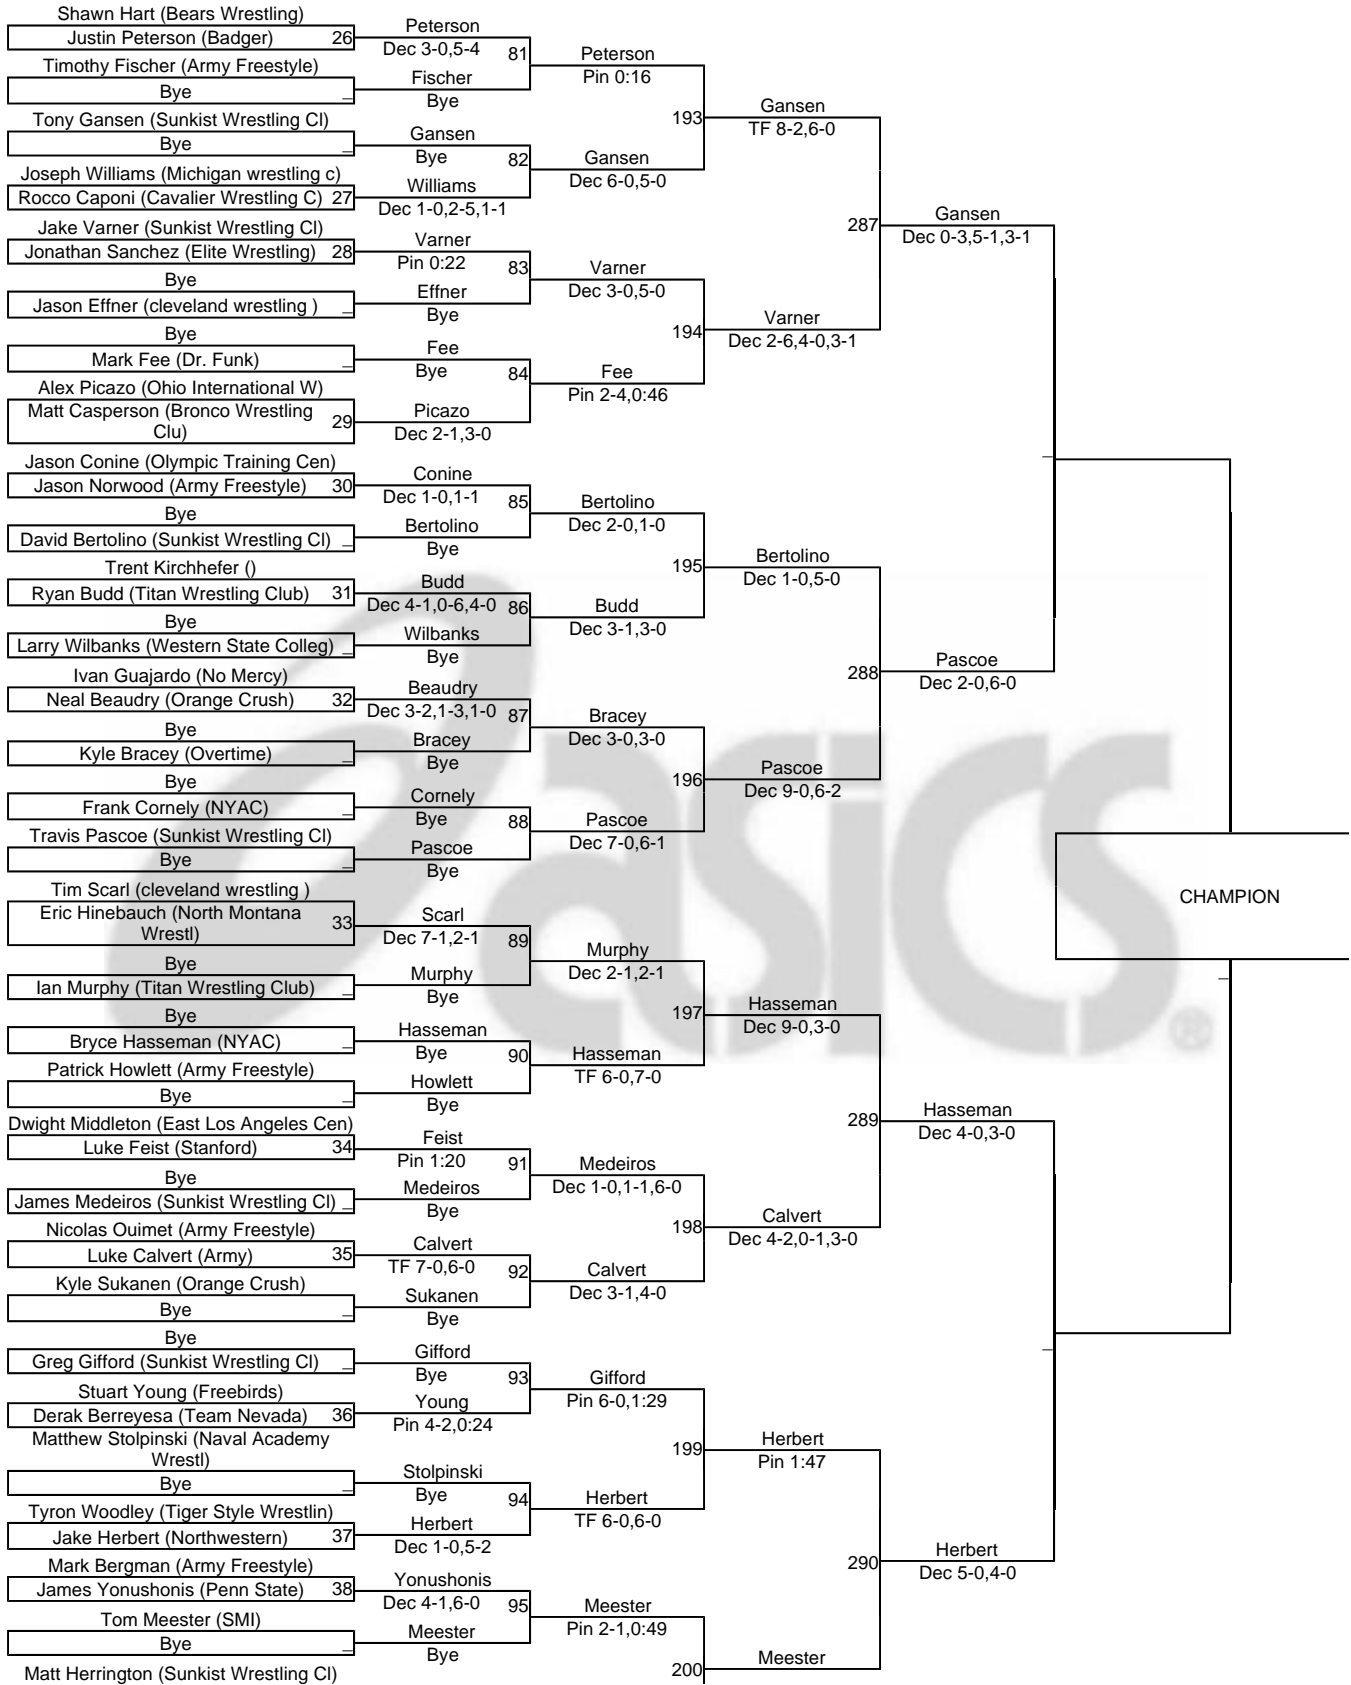 Shawn Hart (Bears Wrestling)
Justin Peterson (Badger) 26
Timothy Fischer (Army Freestyle)
Bye _
Tony Gansen (Sunkist Wrestling Cl)
Bye _
Joseph Williams (Michigan wrestling c)
Rocco Caponi (Cavalier Wrestling C) 27
Jake Varner (Sunkist Wrestling Cl)
Jonathan Sanchez (Elite Wrestling) 28
Bye
Jason Effner (cleveland wrestling ) _
Bye
Mark Fee (Dr. Funk) _
Alex Picazo (Ohio International W)
Matt Casperson (Bronco Wrestling
Clu) 29
Jason Conine (Olympic Training Cen)
Jason Norwood (Army Freestyle) 30
Bye
David Bertolino (Sunkist Wrestling Cl) _
Trent Kirchhefer ()
Ryan Budd (Titan Wrestling Club) 31
Bye
Larry Wilbanks (Western State Colleg) _
Ivan Guajardo (No Mercy)
Neal Beaudry (Orange Crush) 32
Bye
Kyle Bracey (Overtime) _
Bye
Frank Cornely (NYAC) _
Travis Pascoe (Sunkist Wrestling Cl)
Bye _
Tim Scarl (cleveland wrestling )
Eric Hinebauch (North Montana
Wrestl) 33
Bye
Ian Murphy (Titan Wrestling Club) _
Bye
Bryce Hasseman (NYAC) _
Patrick Howlett (Army Freestyle)
Bye _
Dwight Middleton (East Los Angeles Cen)
Luke Feist (Stanford) 34
Bye
James Medeiros (Sunkist Wrestling Cl) _
Nicolas Ouimet (Army Freestyle)
Luke Calvert (Army) 35
Kyle Sukanen (Orange Crush)
Bye _
Bye
Greg Gifford (Sunkist Wrestling Cl) _
Stuart Young (Freebirds)
Derak Berreyesa (Team Nevada) 36
Matthew Stolpinski (Naval Academy
Wrestl)
Bye _
Tyron Woodley (Tiger Style Wrestlin)
Jake Herbert (Northwestern) 37
Mark Bergman (Army Freestyle)
James Yonushonis (Penn State) 38
Tom Meester (SMI)
Bye _
Matt Herrington (Sunkist Wrestling Cl)
Peterson
Dec 3-0,5-4 81
Fischer
Bye
Gansen
Bye 82
Williams
Dec 1-0,2-5,1-1
Varner
Pin 0:22 83
Effner
Bye
Fee
Bye 84
Picazo
Dec 2-1,3-0
Conine
Dec 1-0,1-1 85
Bertolino
Bye
Budd
Dec 4-1,0-6,4-0 86
Wilbanks
Bye
Beaudry
Dec 3-2,1-3,1-0 87
Bracey
Bye
Cornely
Bye 88
Pascoe
Bye
Scarl
Dec 7-1,2-1 89
Murphy
Bye
Hasseman
Bye 90
Howlett
Bye
Feist
Pin 1:20 91
Medeiros
Bye
Calvert
TF 7-0,6-0 92
Sukanen
Bye
Gifford
Bye 93
Young
Pin 4-2,0:24
Stolpinski
Bye 94
Herbert
Dec 1-0,5-2
Yonushonis
Dec 4-1,6-0 95
Meester
Bye
Peterson
Pin 0:16
193
Gansen
Dec 6-0,5-0
Varner
Dec 3-0,5-0
194
Fee
Pin 2-4,0:46
Bertolino
Dec 2-0,1-0
195
Budd
Dec 3-1,3-0
Bracey
Dec 3-0,3-0
196
Pascoe
Dec 7-0,6-1
Murphy
Dec 2-1,2-1
197
Hasseman
TF 6-0,7-0
Medeiros
Dec 1-0,1-1,6-0
198
Calvert
Dec 3-1,4-0
Gifford
Pin 6-0,1:29
199
Herbert
TF 6-0,6-0
Meester
Pin 2-1,0:49
200
Gansen
TF 8-2,6-0
287
Varner
Dec 2-6,4-0,3-1
Bertolino
Dec 1-0,5-0
288
Pascoe
Dec 9-0,6-2
Hasseman
Dec 9-0,3-0
289
Calvert
Dec 4-2,0-1,3-0
Herbert
Pin 1:47
290
Meester
Gansen
Dec 0-3,5-1,3-1
_
Pascoe
Dec 2-0,6-0
Hasseman
Dec 4-0,3-0
_
Herbert
Dec 5-0,4-0
CHAMPION
_
asics®